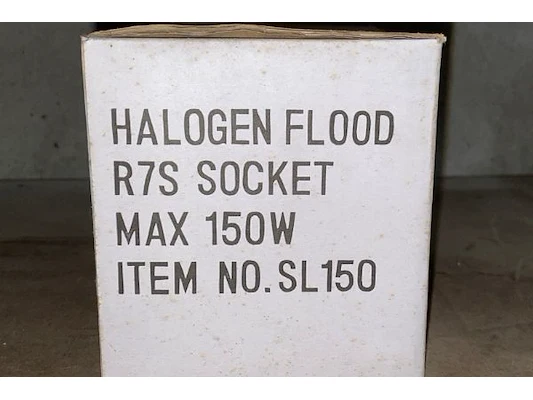 HALOGEN FLOOD
R7S SOCKET
MAX 150W
ITEM NO. SL150